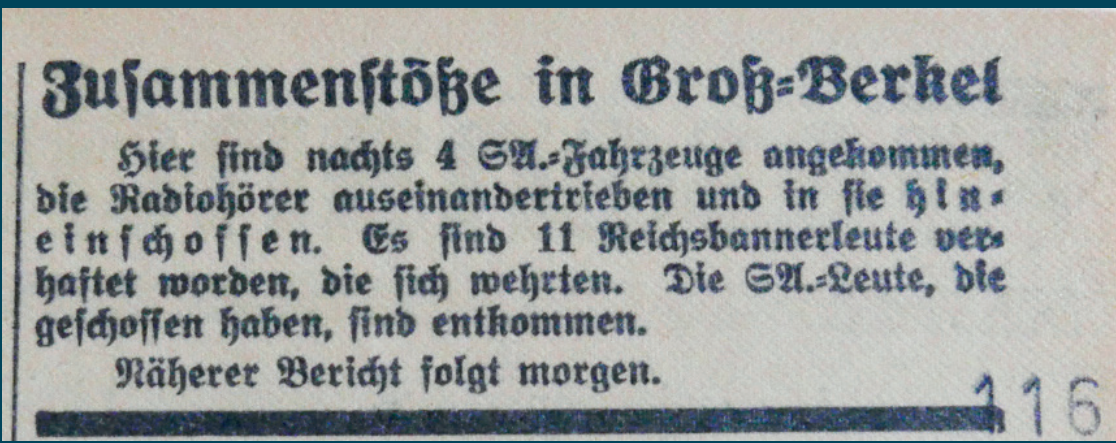 Zusammenstöße in Groß-Berkel
Hier sind nachts 4 SA.-Fahrzeuge angekommen,
die Radiohörer auseinandertrieben und in sie hin-
einschossen. Es sind 11 Reichsbannerleute ver-
haftet worden, die sich wehrten. Die SA.-Leute, die
geschossen haben, sind entkommen.
Näherer Bericht folgt morgen.
116